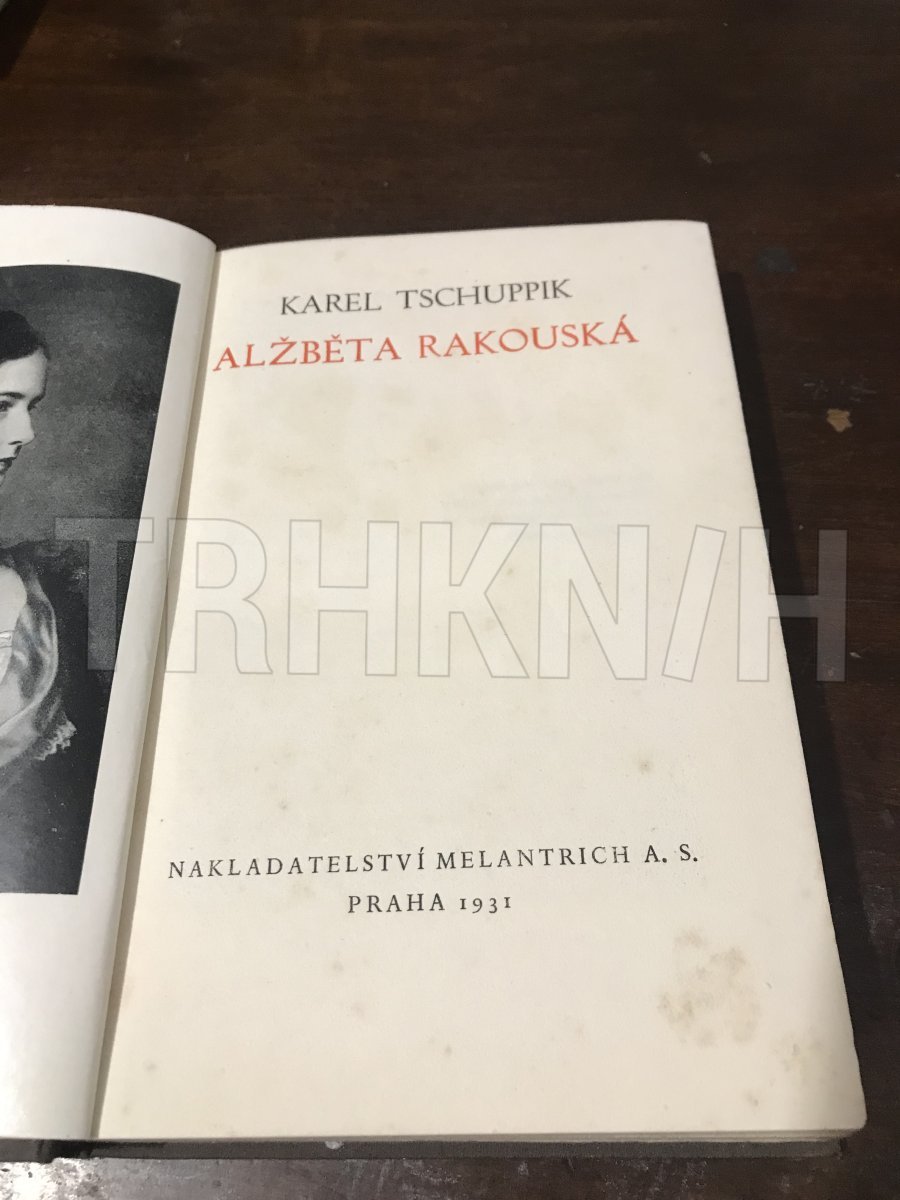 KAREL TSCHUPPIK
ALŽBĚTA RAKOUSKÁ
TRHKNIH
NAKLADATELSTVÍ MELANTRICH A. S.
PRAHA 1931